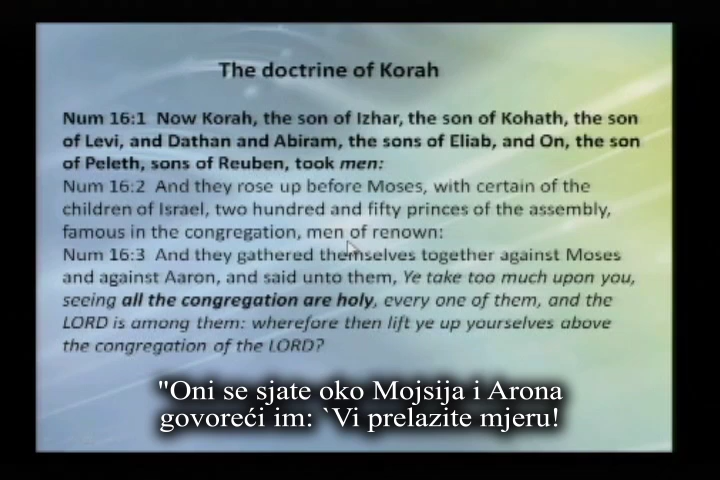 The doctrine of Korah
Num 16:1 Now Korah, the son of Izhar, the son of Kohath, the son
of Levi, and Dathan and Abiram, the sons of Eliab, and On, the son
of Peleth, sons of Reuben, took men:
Num 16:2 And they rose up before Moses, with certain of the
children of Israel, two hundred and fifty princes of the assembly,
famous in the congregation, men of renown:
Num 16:3 And they gathered themselves together against Moses
and against Aaron, and said unto them, Ye take too much upon you,
seeing all the congregation are holy, every one of them, and the
LORD is among them: wherefore then lift ye up yourselves above
the congregation of the LORD?
"Oni se sjate oko Mojsija i Arona
govoreći im: `Vi prelazite mjeru!